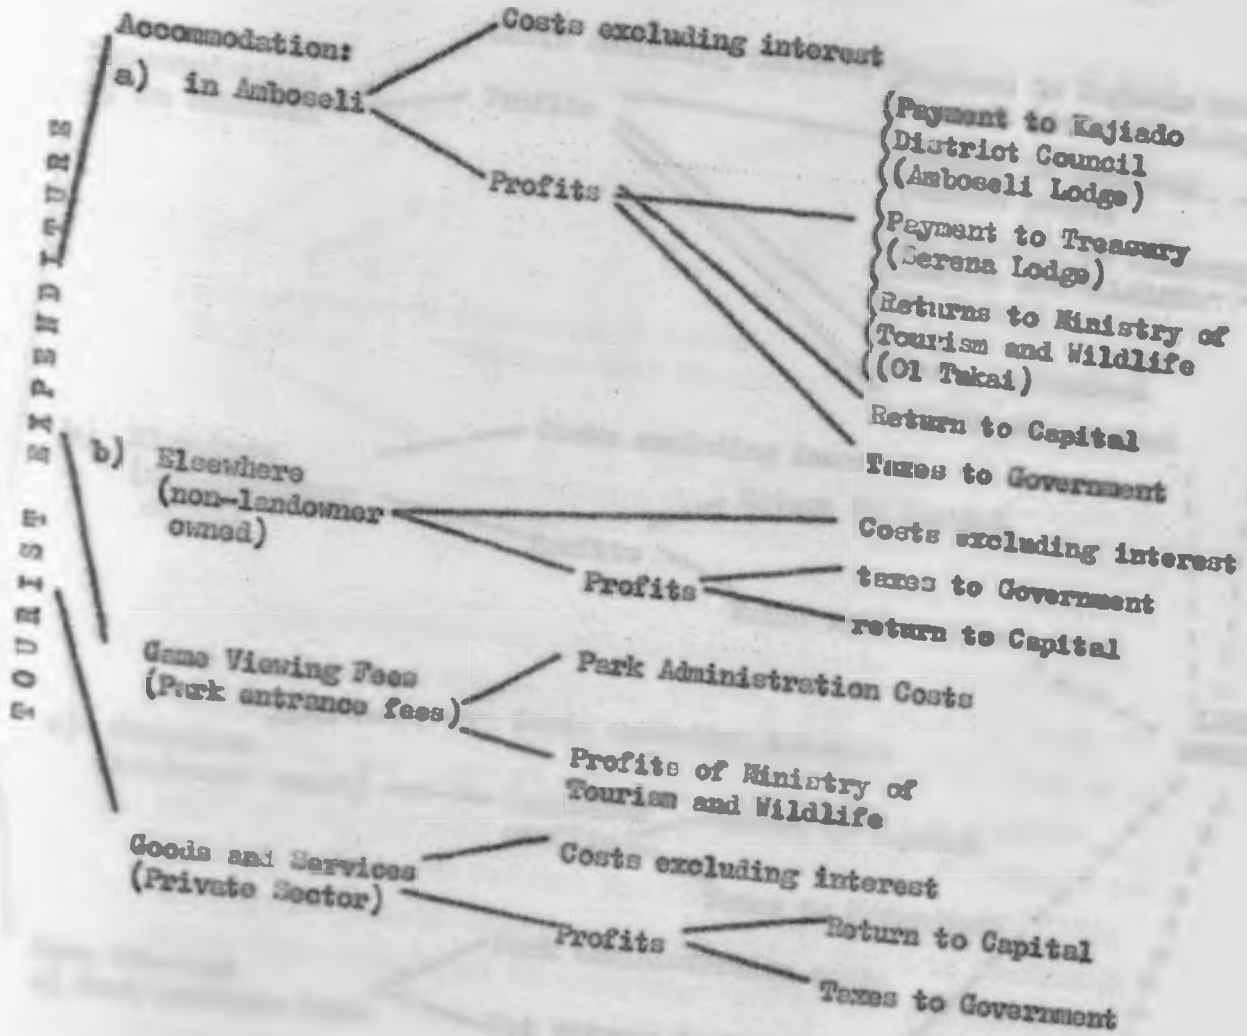 TOURIST EXPENDITURE
Accommodation:
a) in Amboseli
Costs excluding interest
Profits
(Payment to Kajiado
District Council
(Amboseli Lodge)
Payment to Treasury
(Serena Lodge)
(Returns to Ministry of
Tourism and Wildlife
(Ol Tukai)
Return to Capital
Taxes to Government
b) Elsewhere
(non-landowner
owned)
Costs excluding interest
Profits
taxes to Government
return to Capital
Game Viewing Fees
(Park entrance fees)
Park Administration Costs
Profits of Ministry of
Tourism and Wildlife
Goods and Services
(Private Sector)
Costs excluding interest
Profits
Return to Capital
Taxes to Government